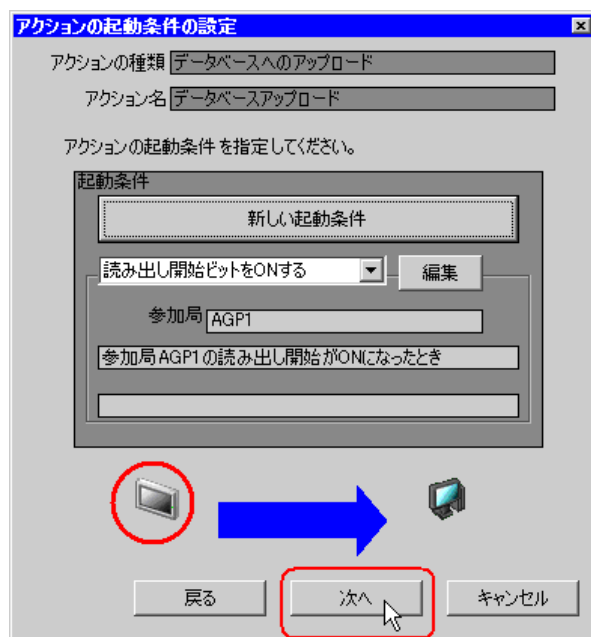 アクションの起動条件の設定
アクションの種類 データベースへのアップロード
アクション名 データベースアップロード
アクションの起動条件 を指定してください。
起動条件
新しい起動条件
読み出し開始ビットをONする 編集
参加局 AGP1
参加局AGP1の読み出し開始がONになったとき
戻る 次へ キャンセル